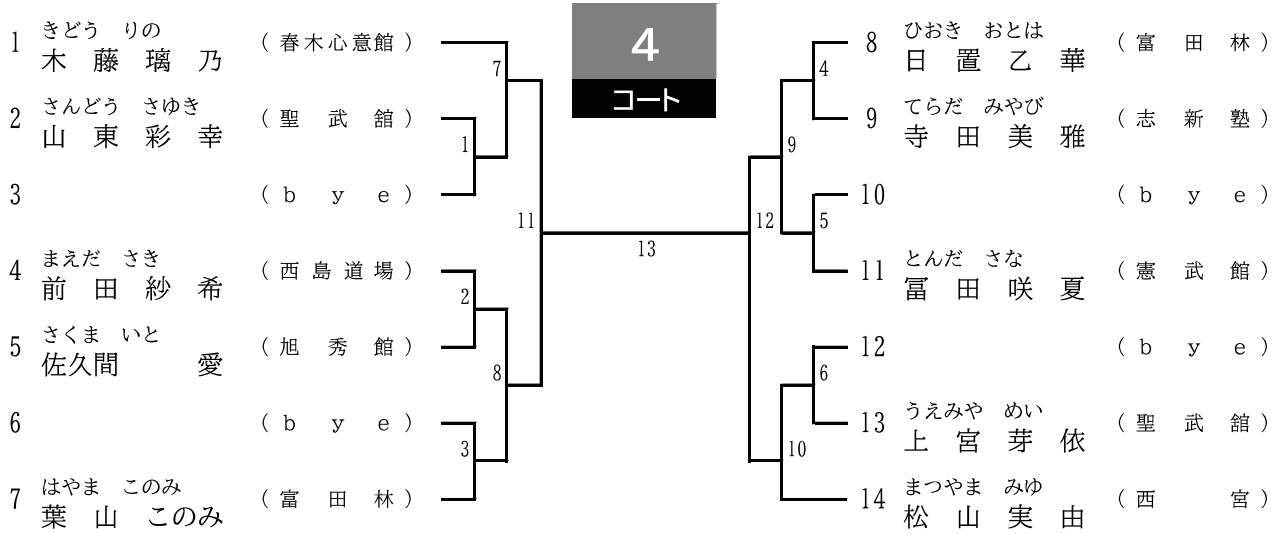 4
コート
1 きどう りの
木藤璃乃 (春木心意館)
2 さんどう さゆき
山東彩幸 (聖武舘)
3 (bye)
4 まえだ さき
前田紗希 (西島道場)
5 さくま いと
佐久間愛 (旭秀館)
6 (bye)
7 はやま このみ
葉山このみ (富田林)
7
1
11
2
8
3
13
8 ひおき おとは
日置乙華 (富田林)
9 てらだ みやび
寺田美雅 (志新塾)
10 (bye)
11 とんだ さな
冨田咲夏 (憲武館)
12 (bye)
13 うえみや めい
上宮芽依 (聖武舘)
14 まつやま みゆ
松山実由 (西宮)
4
9
12
5
6
10